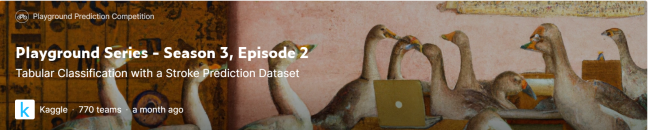 Playground Prediction Competition
Playground Series - Season 3, Episode 2
Tabular Classification with a Stroke Prediction Dataset
k Kaggle · 770 teams · a month ago